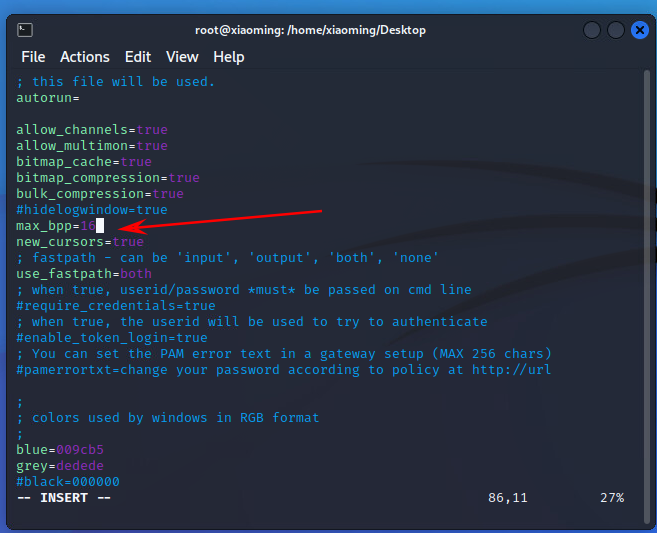 root@xiaoming: /home/xiaoming/Desktop
File Actions Edit View Help
; this file will be used.
autorun=
allow_channels=true
allow_multimon=true
bitmap_cache=true
bitmap_compression=true
bulk_compression=true
#hidelogwindow=true
max_bpp=16
new_cursors=true
; fastpath - can be 'input', 'output', 'both', 'none'
use_fastpath=both
; when true, userid/password *must* be passed on cmd line
#require_credentials=true
; when true, the userid will be used to try to authenticate
#enable_token_login=true
; You can set the PAM error text in a gateway setup (MAX 256 chars)
#pamerrortxt=change your password according to policy at http://url
;
; colors used by windows in RGB format
;
blue=009cb5
grey=dedede
#black=000000
-- INSERT -- 86,11 27%